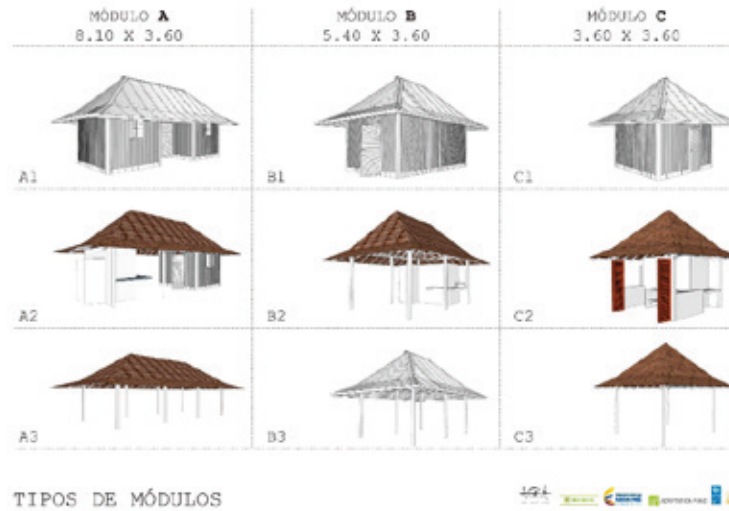 MÓDULO A
8.10 X 3.60
MÓDULO B
5.40 X 3.60
MÓDULO C
3.60 X 3.60
A1
B1
C1
A2
B2
C2
A3
B3
C3
TIPOS DE MÓDULOS